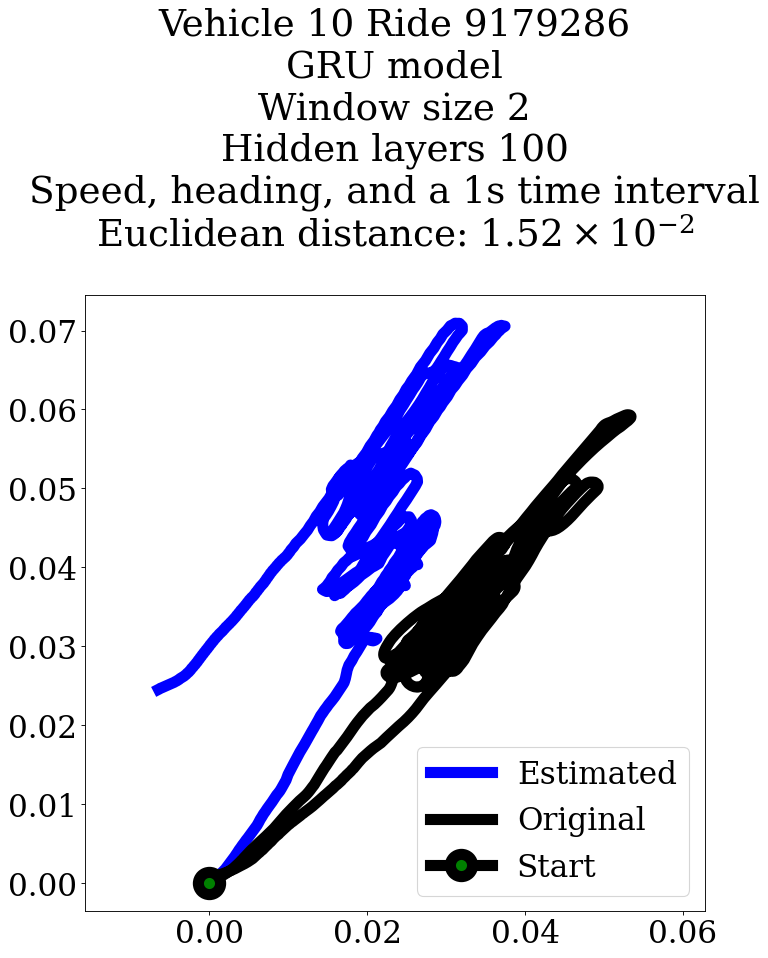 Vehicle 10 Ride 9179286
GRU model
Window size 2
Hidden layers 100
Speed, heading, and a 1s time interval
Euclidean distance: 1.52 × 10⁻²
0.07
0.06
0.05
0.04
0.03
0.02
0.01
0.00
Estimated
Original
Start
0.00 0.02 0.04 0.06